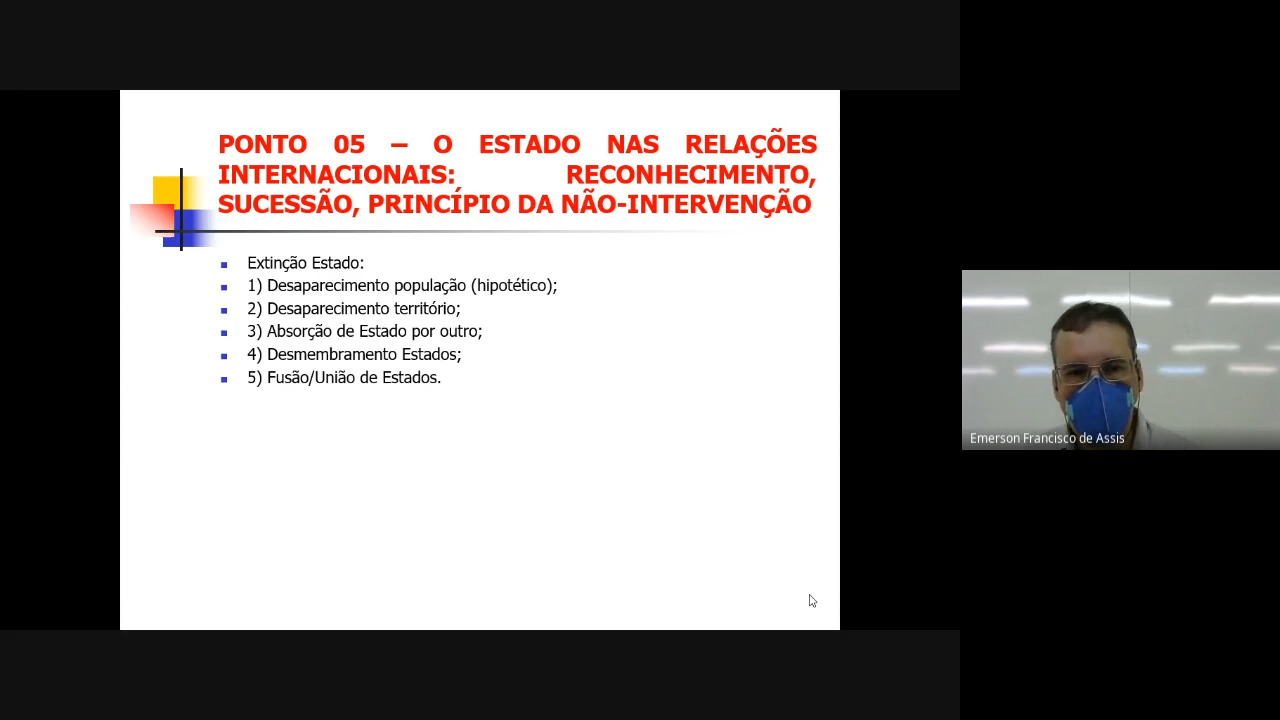 PONTO 05 – O ESTADO NAS RELAÇÕES
INTERNACIONAIS: RECONHECIMENTO,
SUCESSÃO, PRINCÍPIO DA NÃO-INTERVENÇÃO
Extinção Estado:
1) Desaparecimento população (hipotético);
2) Desaparecimento território;
3) Absorção de Estado por outro;
4) Desmembramento Estados;
5) Fusão/União de Estados.
Emerson Francisco de Assis